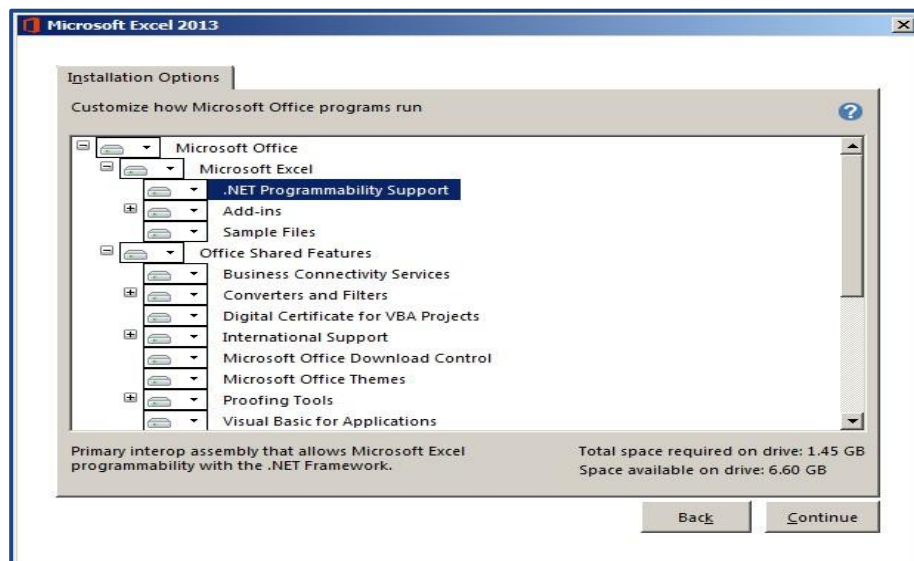 Microsoft Excel 2013
Installation Options
Customize how Microsoft Office programs run
Microsoft Office
Microsoft Excel
.NET Programmability Support
Add-ins
Sample Files
Office Shared Features
Business Connectivity Services
Converters and Filters
Digital Certificate for VBA Projects
International Support
Microsoft Office Download Control
Microsoft Office Themes
Proofing Tools
Visual Basic for Applications
Primary interop assembly that allows Microsoft Excel
programmability with the .NET Framework.
Total space required on drive: 1.45 GB
Space available on drive: 6.60 GB
Back
Continue